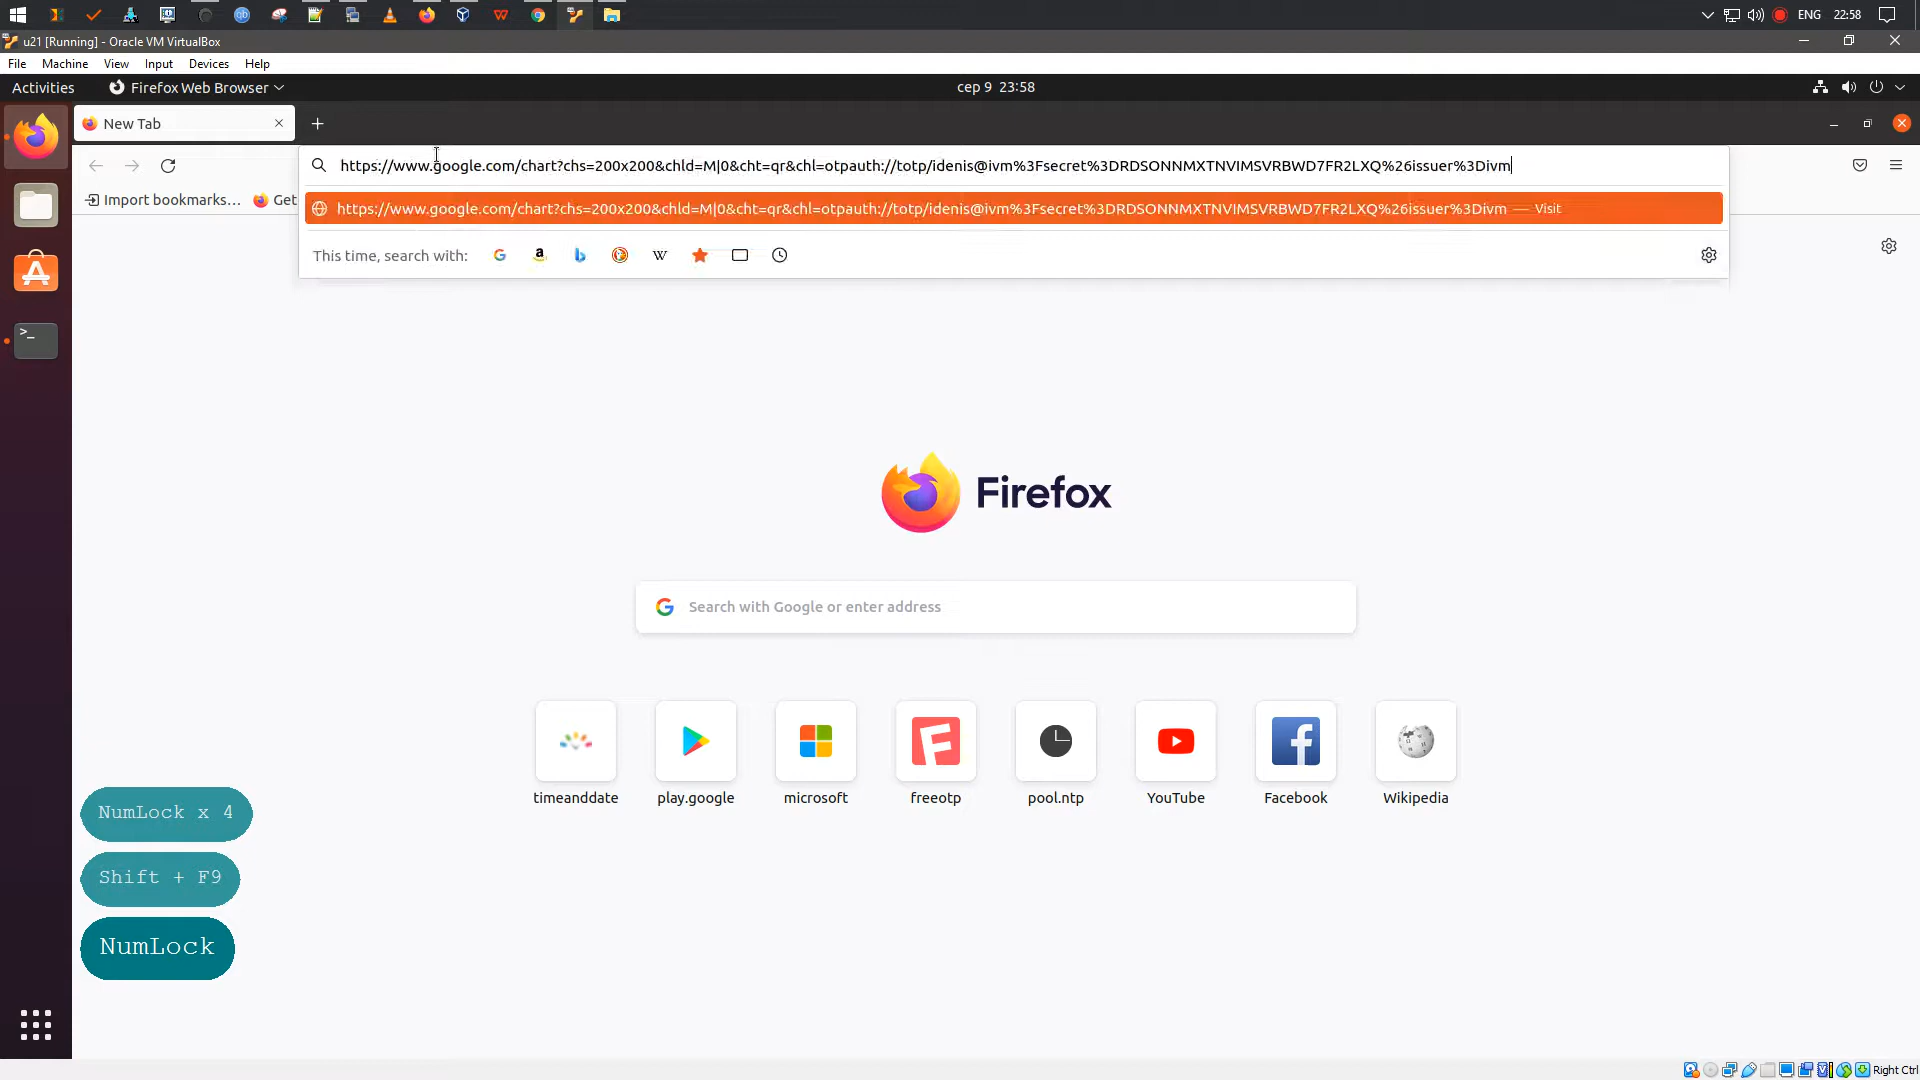 ENG
22:58
u21 [Running] - Oracle VM VirtualBox
File Machine View Input Devices Help
Activities
Firefox Web Browser
сер 9 23:58
New Tab
https://www.google.com/chart?chs=200x200&chld=M|0&cht=qr&chl=otpauth://totp/idenis@ivm%3Fsecret%3DRDSONNMXTNVIMSVRBWD7FR2LXQ%26issuer%3Divm
Import bookmarks...
Get
https://www.google.com/chart?chs=200x200&chld=M|0&cht=qr&chl=otpauth://totp/idenis@ivm%3Fsecret%3DRDSONNMXTNVIMSVRBWD7FR2LXQ%26issuer%3Divm — Visit
This time, search with:
Firefox
Search with Google or enter address
timeanddate
play.google
microsoft
freeotp
pool.ntp
YouTube
Facebook
Wikipedia
NumLock x 4
Shift + F9
NumLock
Right Ctrl